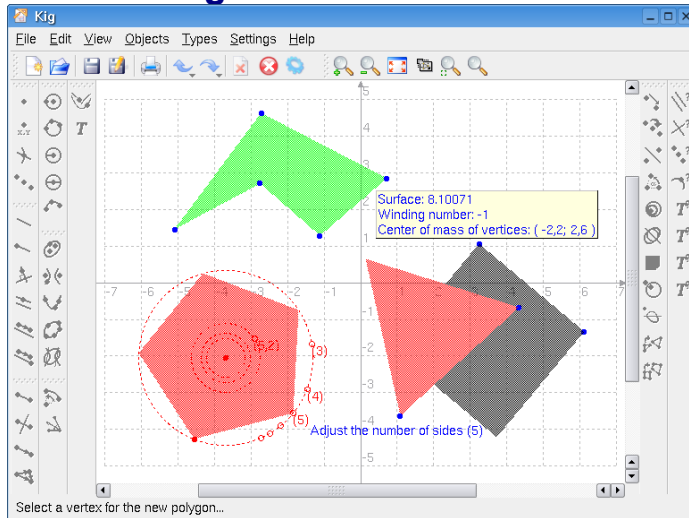 Kig
File Edit View Objects Types Settings Help
x,y
T
5
4
3
2
1
Surface: 8.10071
Winding number: -1
Center of mass of vertices: ( -2,2; 2,6 )
-7 -6 -5 -4 -3 -2 -1 1 2 3 4 5 6 7
-1
-2
-3
-4
-5
(5,2)
(3)
(4)
(5)
Adjust the number of sides (5)
Select a vertex for the new polygon...